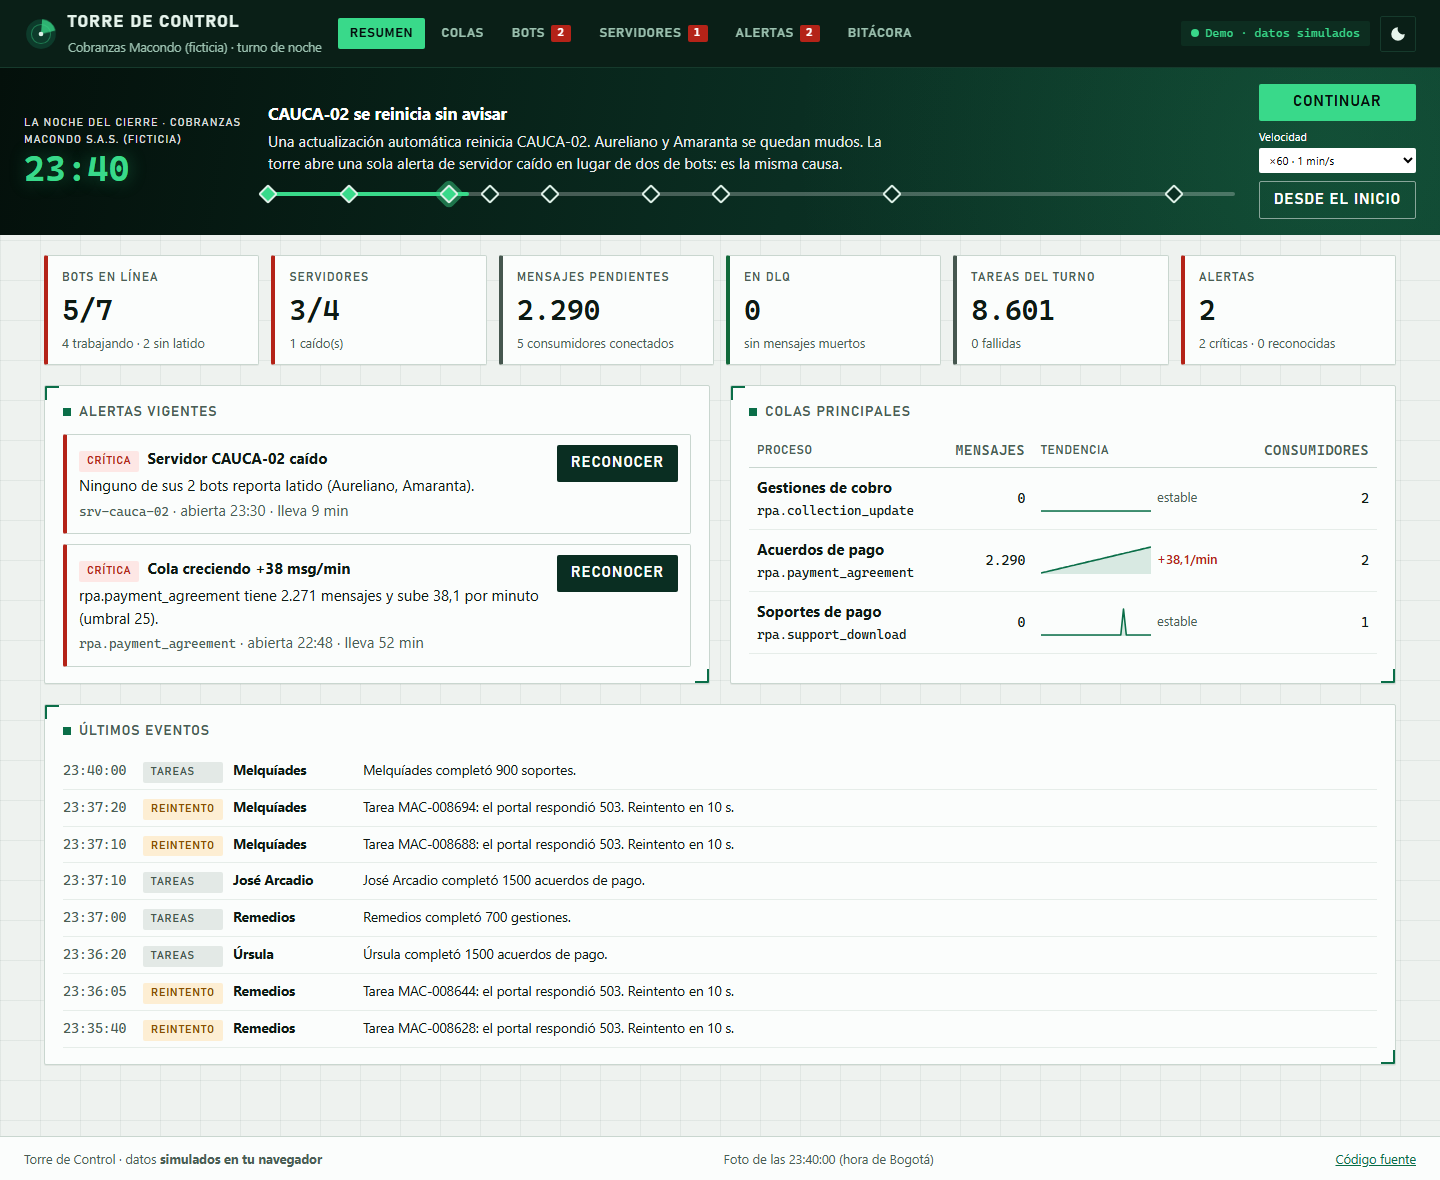 TORRE DE CONTROL
Cobranzas Macondo (ficticia) · turno de noche
RESUMEN
COLAS
BOTS 2
SERVIDORES 1
ALERTAS 2
BITÁCORA
Demo · datos simulados
LA NOCHE DEL CIERRE · COBRANZAS
MACONDO S.A.S. (FICTICIA)
23:40
CAUCA-02 se reinicia sin avisar
Una actualización automática reinicia CAUCA-02. Aureliano y Amaranta se quedan mudos. La
torre abre una sola alerta de servidor caído en lugar de dos de bots: es la misma causa.
CONTINUAR
Velocidad
×60 · 1 min/s
DESDE EL INICIO
BOTS EN LÍNEA
5/7
4 trabajando · 2 sin latido
SERVIDORES
3/4
1 caído(s)
MENSAJES PENDIENTES
2.290
5 consumidores conectados
EN DLQ
0
sin mensajes muertos
TAREAS DEL TURNO
8.601
0 fallidas
ALERTAS
2
2 críticas · 0 reconocidas
ALERTAS VIGENTES
CRÍTICA Servidor CAUCA-02 caído
Ninguno de sus 2 bots reporta latido (Aureliano, Amaranta).
srv-cauca-02 · abierta 23:30 · lleva 9 min
RECONOCER
CRÍTICA Cola creciendo +38 msg/min
rpa.payment_agreement tiene 2.271 mensajes y sube 38,1 por minuto
(umbral 25).
rpa.payment_agreement · abierta 22:48 · lleva 52 min
RECONOCER
COLAS PRINCIPALES
PROCESO MENSAJES TENDENCIA CONSUMIDORES
Gestiones de cobro
rpa.collection_update
0 estable 2
Acuerdos de pago
rpa.payment_agreement
2.290 +38,1/min 2
Soportes de pago
rpa.support_download
0 estable 1
ÚLTIMOS EVENTOS
23:40:00 TAREAS Melquíades Melquíades completó 900 soportes.
23:37:20 REINTENTO Melquíades Tarea MAC-008694: el portal respondió 503. Reintento en 10 s.
23:37:10 REINTENTO Melquíades Tarea MAC-008688: el portal respondió 503. Reintento en 10 s.
23:37:10 TAREAS José Arcadio José Arcadio completó 1500 acuerdos de pago.
23:37:00 TAREAS Remedios Remedios completó 700 gestiones.
23:36:20 TAREAS Úrsula Úrsula completó 1500 acuerdos de pago.
23:36:05 REINTENTO Remedios Tarea MAC-008644: el portal respondió 503. Reintento en 10 s.
23:35:40 REINTENTO Remedios Tarea MAC-008628: el portal respondió 503. Reintento en 10 s.
Torre de Control · datos simulados en tu navegador
Foto de las 23:40:00 (hora de Bogotá)
Código fuente